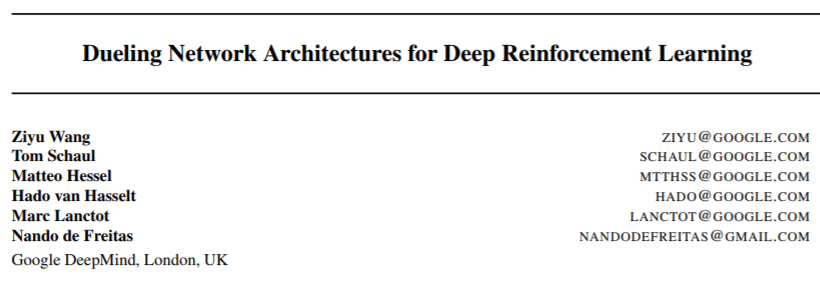 Dueling Network Architectures for Deep Reinforcement Learning
Ziyu Wang ZIYU@GOOGLE.COM
Tom Schaul SCHAUL@GOOGLE.COM
Matteo Hessel MTTHSS@GOOGLE.COM
Hado van Hasselt HADO@GOOGLE.COM
Marc Lanctot LANCTOT@GOOGLE.COM
Nando de Freitas NANDODEFREITAS@GMAIL.COM
Google DeepMind, London, UK